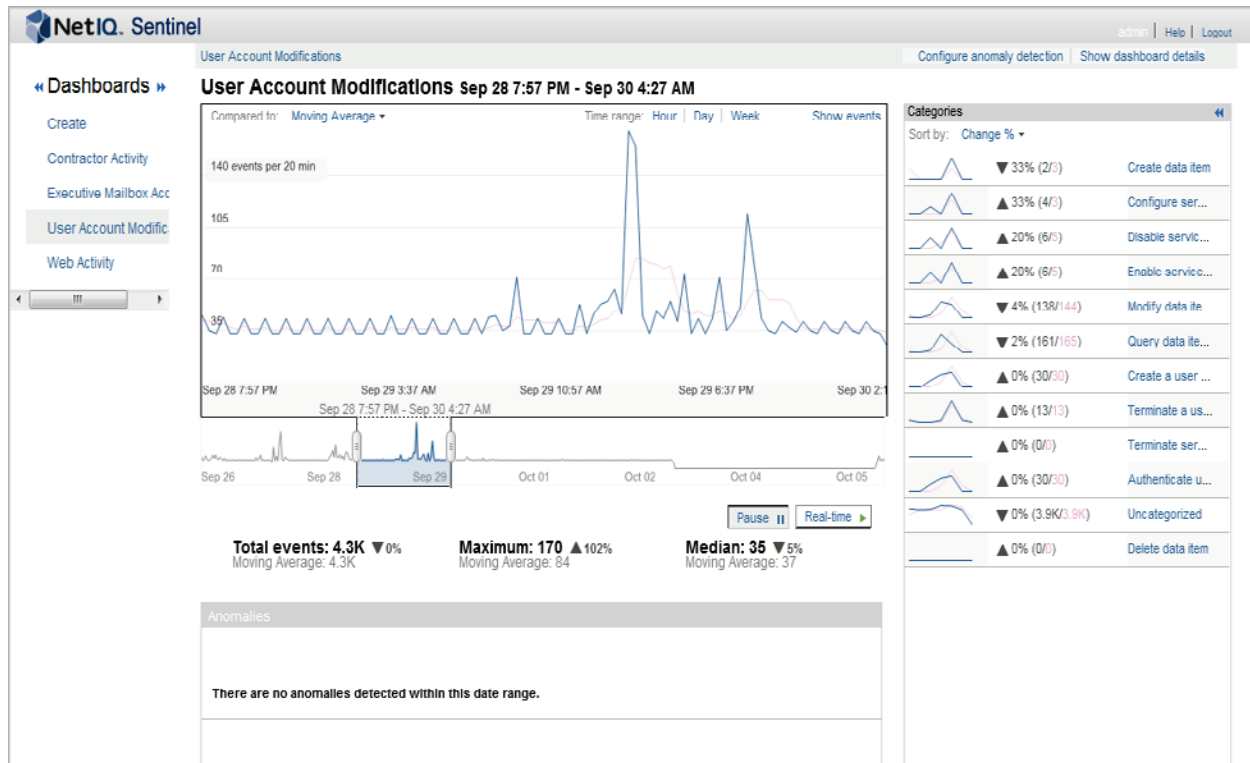 NetIQ. Sentinel
admin | Help | Logout
User Account Modifications
Configure anomaly detection | Show dashboard details
Dashboards
Create
Contractor Activity
Executive Mailbox Acc
User Account Modific
Web Activity
User Account Modifications Sep 28 7:57 PM - Sep 30 4:27 AM
Compared to: Moving Average
Time range: Hour | Day | Week
Show events
140 events per 20 min
105
70
35
Sep 28 7:57 PM
Sep 29 3:37 AM
Sep 29 10:57 AM
Sep 29 6:37 PM
Sep 30 2:1
Sep 28 7:57 PM - Sep 30 4:27 AM
Sep 26
Sep 28
Sep 29
Oct 01
Oct 02
Oct 04
Oct 05
Pause
Real-time
Total events: 4.3K ▼0%
Moving Average: 4.3K
Maximum: 170 ▲102%
Moving Average: 84
Median: 35 ▼5%
Moving Average: 37
Anomalies
There are no anomalies detected within this date range.
Categories
Sort by: Change %
▼33% (2/3) Create data item
▲33% (4/3) Configure ser...
▲20% (6/5) Disable servic...
▲20% (6/5) Enable service...
▼4% (138/144) Modify data ite
▼2% (161/165) Query data ite...
▲0% (30/30) Create a user ...
▲0% (13/13) Terminate a us...
▲0% (0/0) Terminate ser...
▲0% (30/30) Authenticate u...
▼0% (3.9K/3.9K) Uncategorized
▲0% (0/0) Delete data item